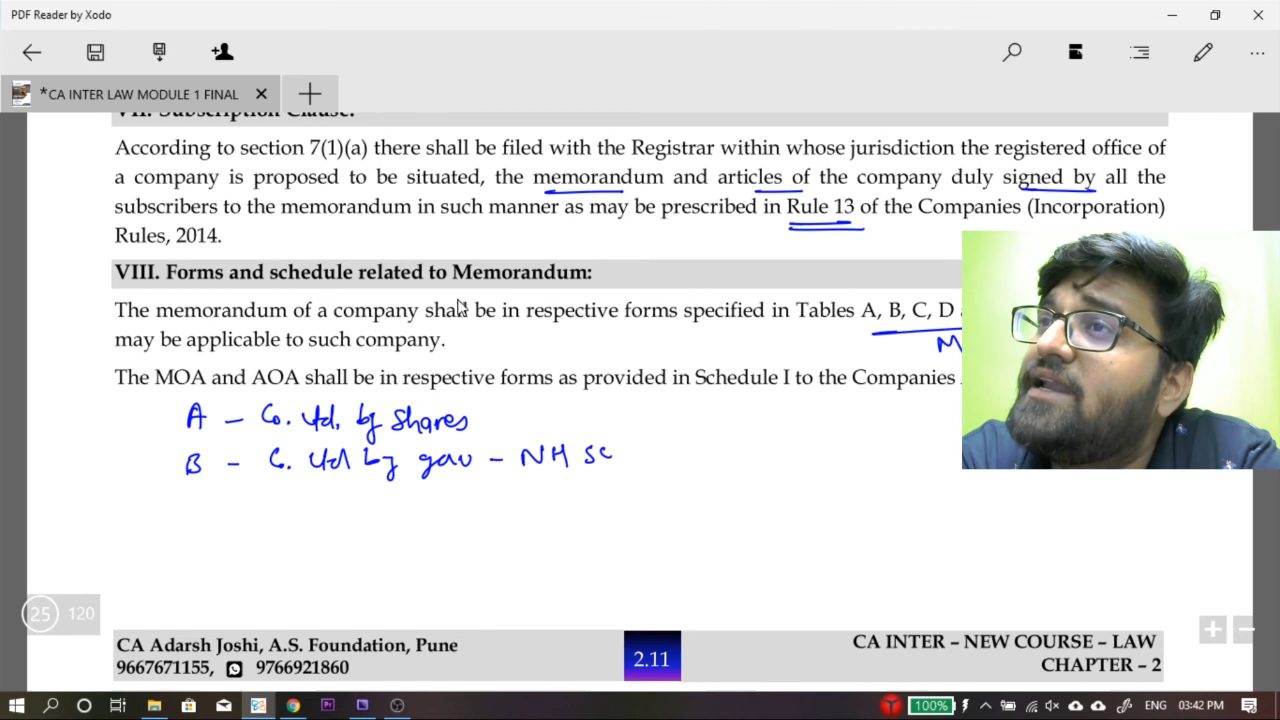 PDF Reader by Xodo
*CA INTER LAW MODULE 1 FINAL
VII. Subscription Clause:
According to section 7(1)(a) there shall be filed with the Registrar within whose jurisdiction the registered office of
a company is proposed to be situated, the memorandum and articles of the company duly signed by all the
subscribers to the memorandum in such manner as may be prescribed in Rule 13 of the Companies (Incorporation)
Rules, 2014.
VIII. Forms and schedule related to Memorandum:
The memorandum of a company shall be in respective forms specified in Tables A, B, C, D
may be applicable to such company.
M
The MOA and AOA shall be in respective forms as provided in Schedule I to the Companies
A - Co. Ltd. by shares
B - Co. Ltd by gau - NH SC
25 120
CA Adarsh Joshi, A.S. Foundation, Pune
9667671155, 9766921860
2.11
CA INTER – NEW COURSE – LAW
CHAPTER – 2
100%
ENG 03:42 PM